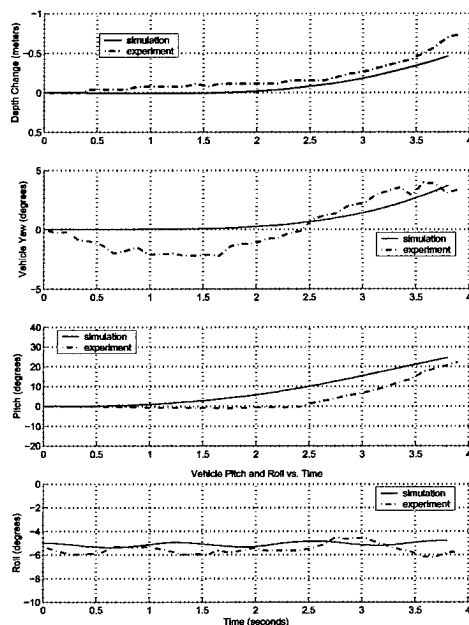 Depth Change (meters)
−1
−0.5
0
0.5
simulation
experiment
0 0.5 1 1.5 2 2.5 3 3.5 4
Vehicle Yaw (degrees)
5
0
−5
simulation
experiment
0 0.5 1 1.5 2 2.5 3 3.5 4
Pitch (degrees)
40
30
20
10
0
−10
−20
simulation
experiment
0 0.5 1 1.5 2 2.5 3 3.5 4
Vehicle Pitch and Roll vs. Time
Roll (degrees)
0
−2
−4
−6
−8
−10
simulation
experiment
0 0.5 1 1.5 2 2.5 3 3.5 4
Time (seconds)